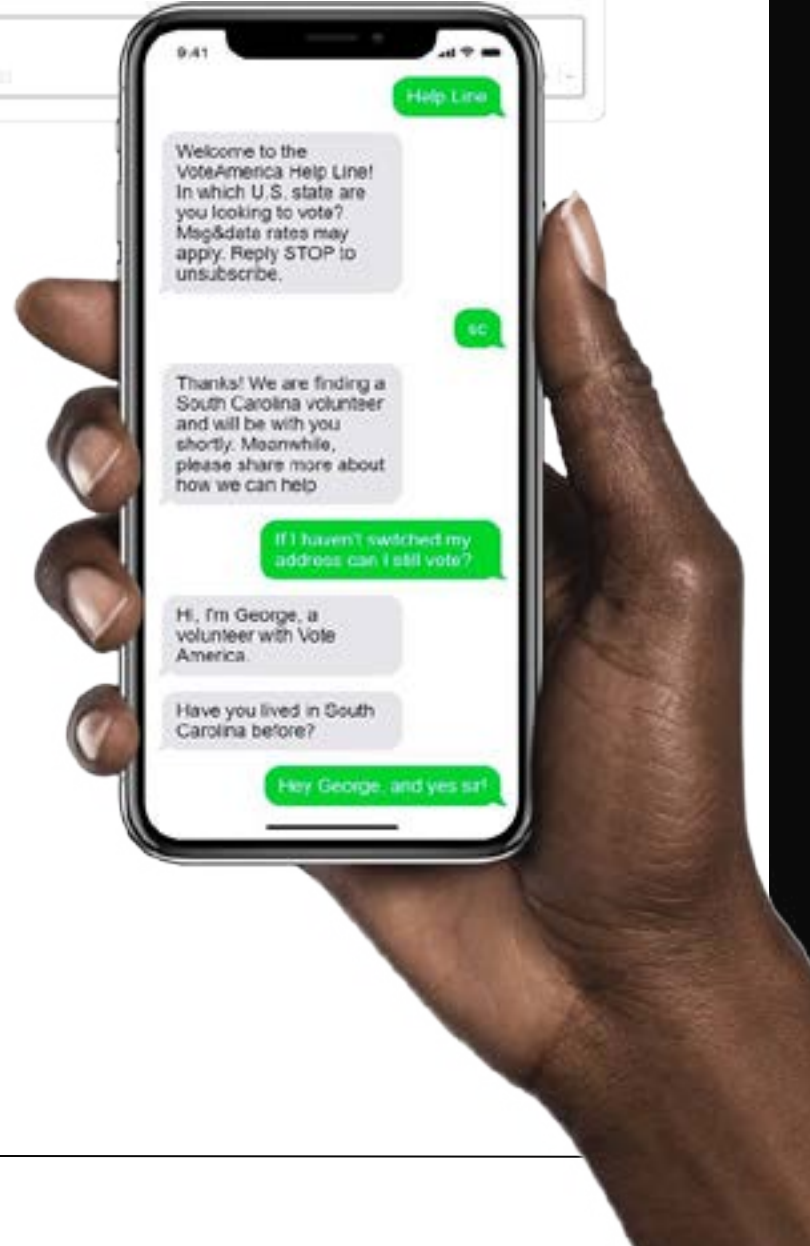 9:41
Help Line
Welcome to the
VoteAmerica Help Line!
In which U.S. state are
you looking to vote?
Msg&data rates may
apply. Reply STOP to
unsubscribe.
sc
Thanks! We are finding a
South Carolina volunteer
and will be with you
shortly. Meanwhile,
please share more about
how we can help
If I haven't switched my
address can I still vote?
Hi, I'm George, a
volunteer with Vote
America.
Have you lived in South
Carolina before?
Hey George, and yes sir!